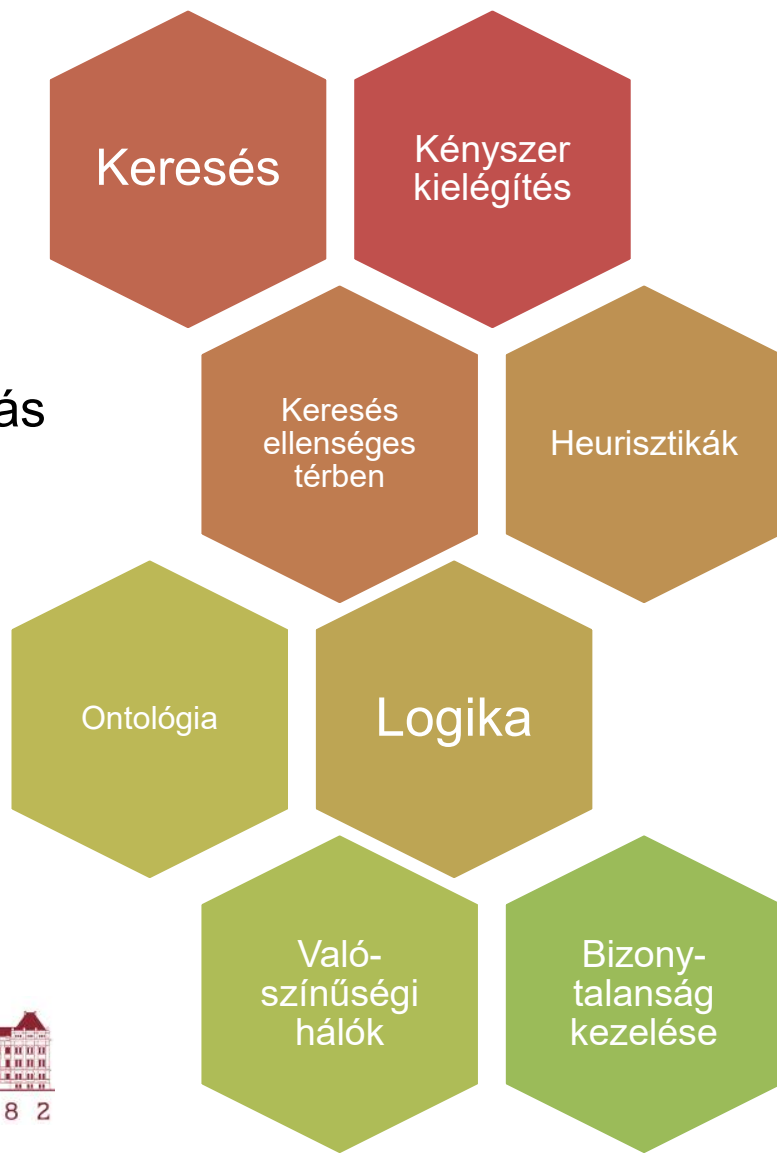 Keresés
Kényszer
kielégítés
ás
Keresés
ellenséges
térben
Heurisztikák
Ontológia
Logika
Való-
színűségi
hálók
Bizony-
talanság
kezelése
8 2